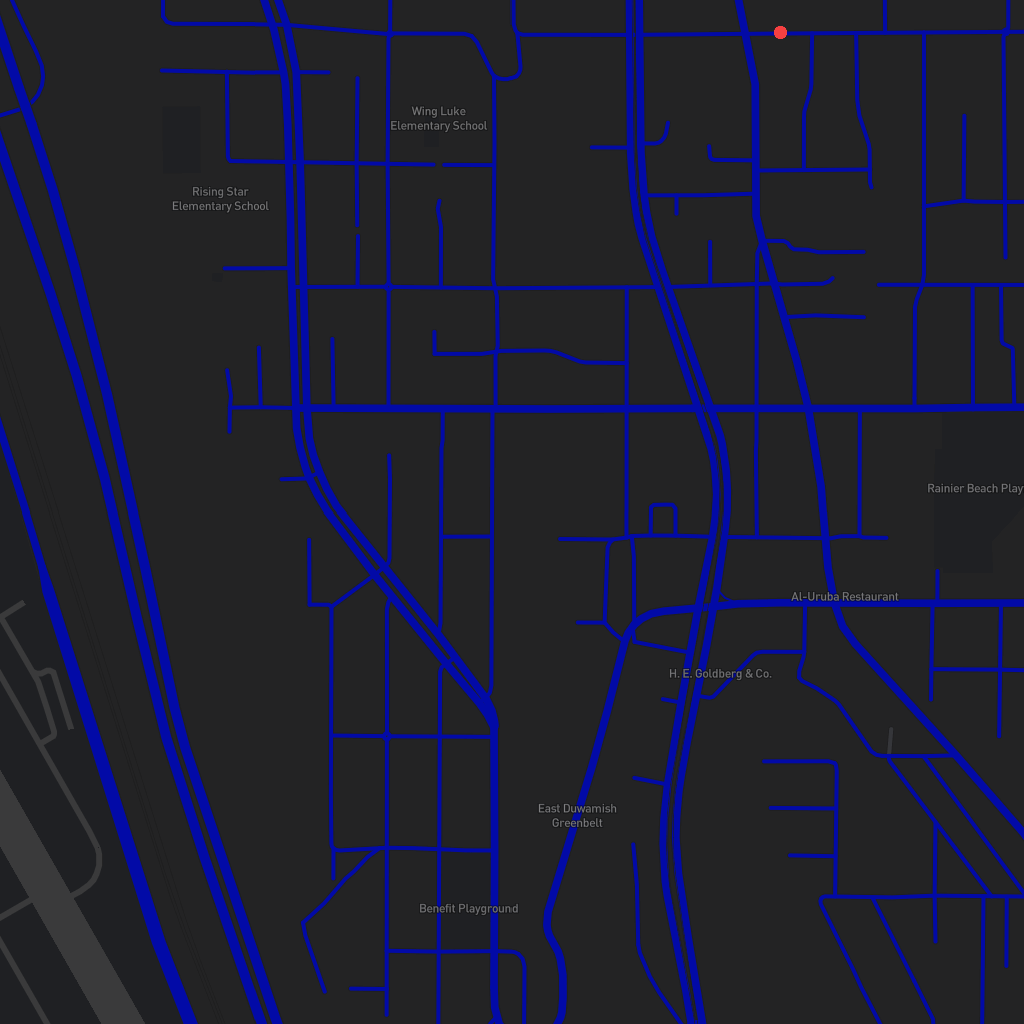 Wing Luke
Elementary School
Rising Star
Elementary School
Rainier Beach Play
Al-Uruba Restaurant
H. E. Goldberg & Co.
East Duwamish
Greenbelt
Benefit Playground